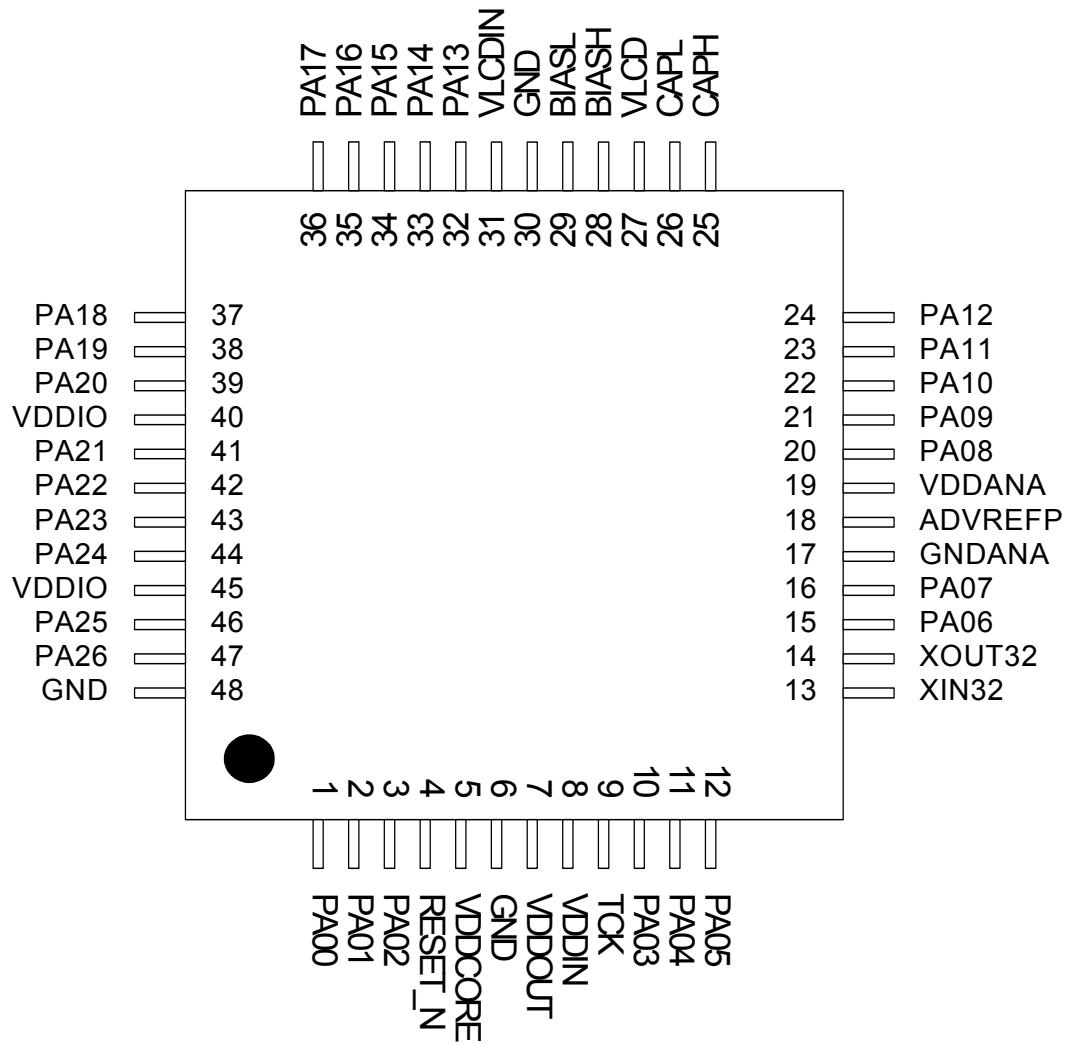 PA17 PA16 PA15 PA14 PA13 VLCDIN GND BIASL BIASH VLCD CAPL CAPH
36 35 34 33 32 31 30 29 28 27 26 25
PA18 37 24 PA12
PA19 38 23 PA11
PA20 39 22 PA10
VDDIO 40 21 PA09
PA21 41 20 PA08
PA22 42 19 VDDANA
PA23 43 18 ADVREFP
PA24 44 17 GNDANA
VDDIO 45 16 PA07
PA25 46 15 PA06
PA26 47 14 XOUT32
GND 48 13 XIN32
1 2 3 4 5 6 7 8 9 10 11 12
PA00 PA01 PA02 RESET_N VDDCORE GND VDDOUT VDDIN TCK PA03 PA04 PA05